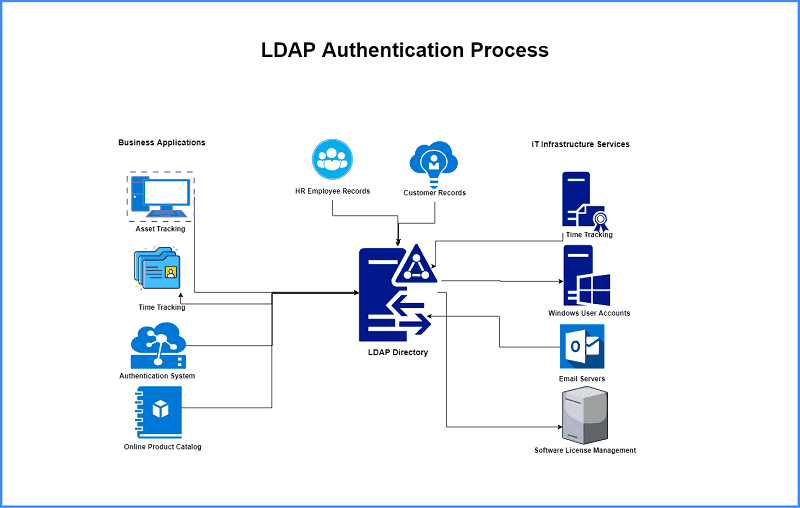 LDAP Authentication Process
Business Applications
IT Infrastructure Services
HR Employee Records
Customer Records
Asset Tracking
Time Tracking
Time Tracking
Windows User Accounts
LDAP Directory
Authentication System
Email Servers
Online Product Catalog
Software License Management